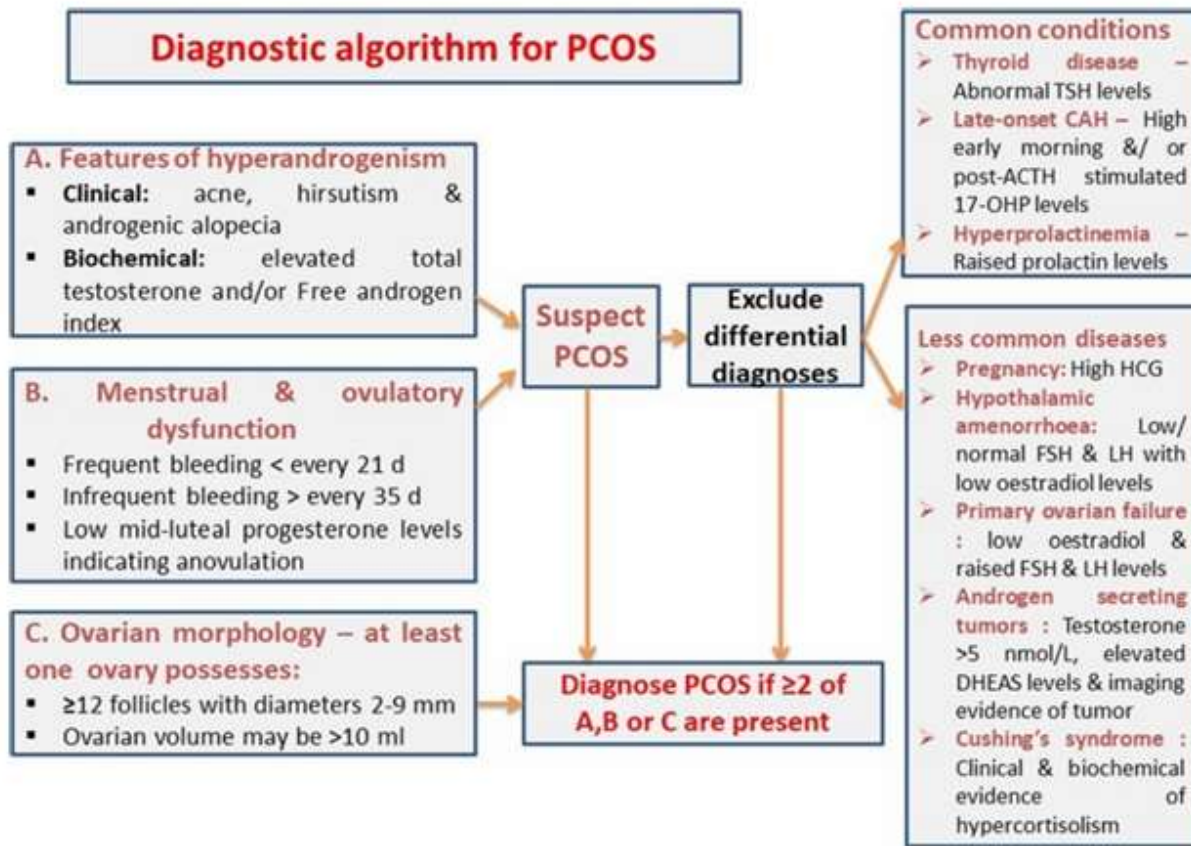 Diagnostic algorithm for PCOS
A. Features of hyperandrogenism
▪ Clinical: acne, hirsutism &
androgenic alopecia
▪ Biochemical: elevated total
testosterone and/or Free androgen
index
B. Menstrual & ovulatory
dysfunction
▪ Frequent bleeding < every 21 d
▪ Infrequent bleeding > every 35 d
▪ Low mid-luteal progesterone levels
indicating anovulation
C. Ovarian morphology – at least
one ovary possesses:
▪ ≥12 follicles with diameters 2-9 mm
▪ Ovarian volume may be >10 ml
Suspect
PCOS
Exclude
differential
diagnoses
Diagnose PCOS if ≥2 of
A,B or C are present
Common conditions
➢ Thyroid disease –
Abnormal TSH levels
➢ Late-onset CAH – High
early morning &/ or
post-ACTH stimulated
17-OHP levels
➢ Hyperprolactinemia –
Raised prolactin levels
Less common diseases
➢ Pregnancy: High HCG
➢ Hypothalamic
amenorrhoea: Low/
normal FSH & LH with
low oestradiol levels
➢ Primary ovarian failure
: low oestradiol &
raised FSH & LH levels
➢ Androgen secreting
tumors : Testosterone
>5 nmol/L, elevated
DHEAS levels & imaging
evidence of tumor
➢ Cushing's syndrome :
Clinical & biochemical
evidence of
hypercortisolism